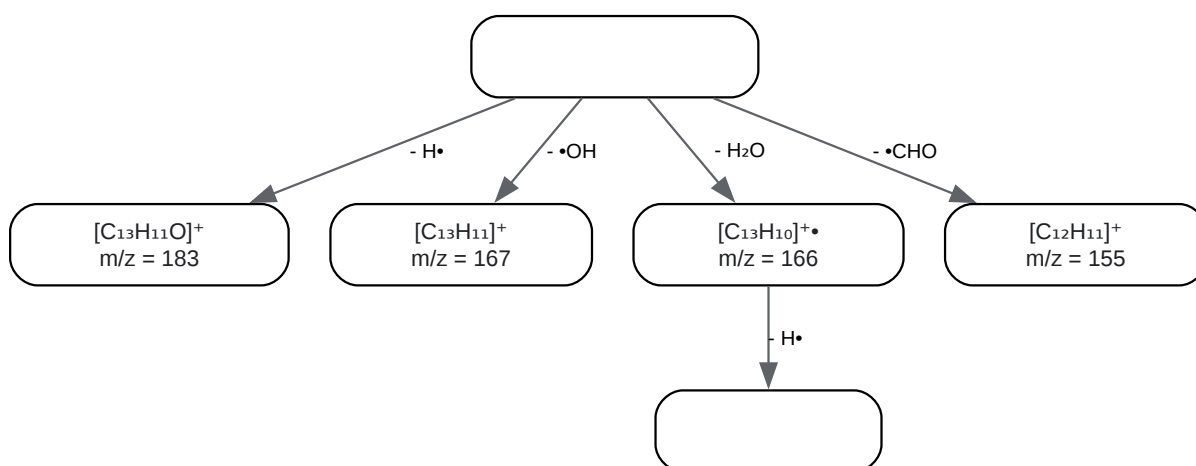 - H•
- •OH
- H₂O
- •CHO
[C₁₃H₁₁O]⁺
m/z = 183
[C₁₃H₁₁]⁺
m/z = 167
[C₁₃H₁₀]⁺•
m/z = 166
[C₁₂H₁₁]⁺
m/z = 155
- H•